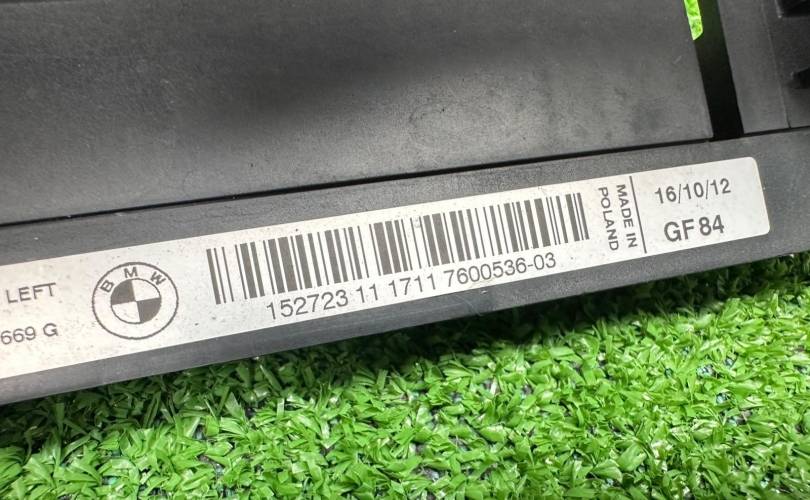 LEFT
669 G
BMW
152723 11 1711 7600536-03
MADE IN
POLAND
16/10/12
GF84